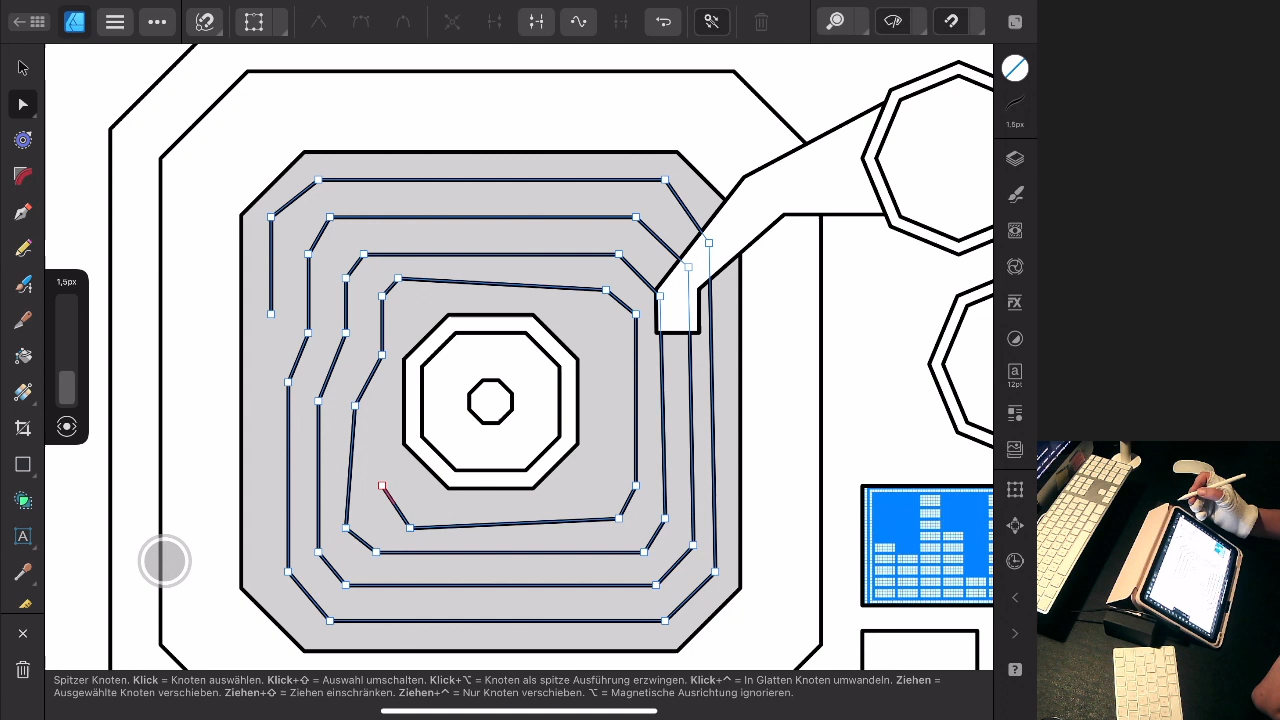 1,5px
1,5px
A
a
12pt
FX
?
Spitzer Knoten. Klick = Knoten auswählen. Klick+⇧ = Auswahl umschalten. Klick+⌥ = Knoten als spitze Ausführung erzwingen. Klick+⌃ = In Glatten Knoten umwandeln. Ziehen =
Ausgewählte Knoten verschieben. Ziehen+⇧ = Ziehen einschränken. Ziehen+⌃ = Nur Knoten verschieben. ⌥ = Magnetische Ausrichtung ignorieren.